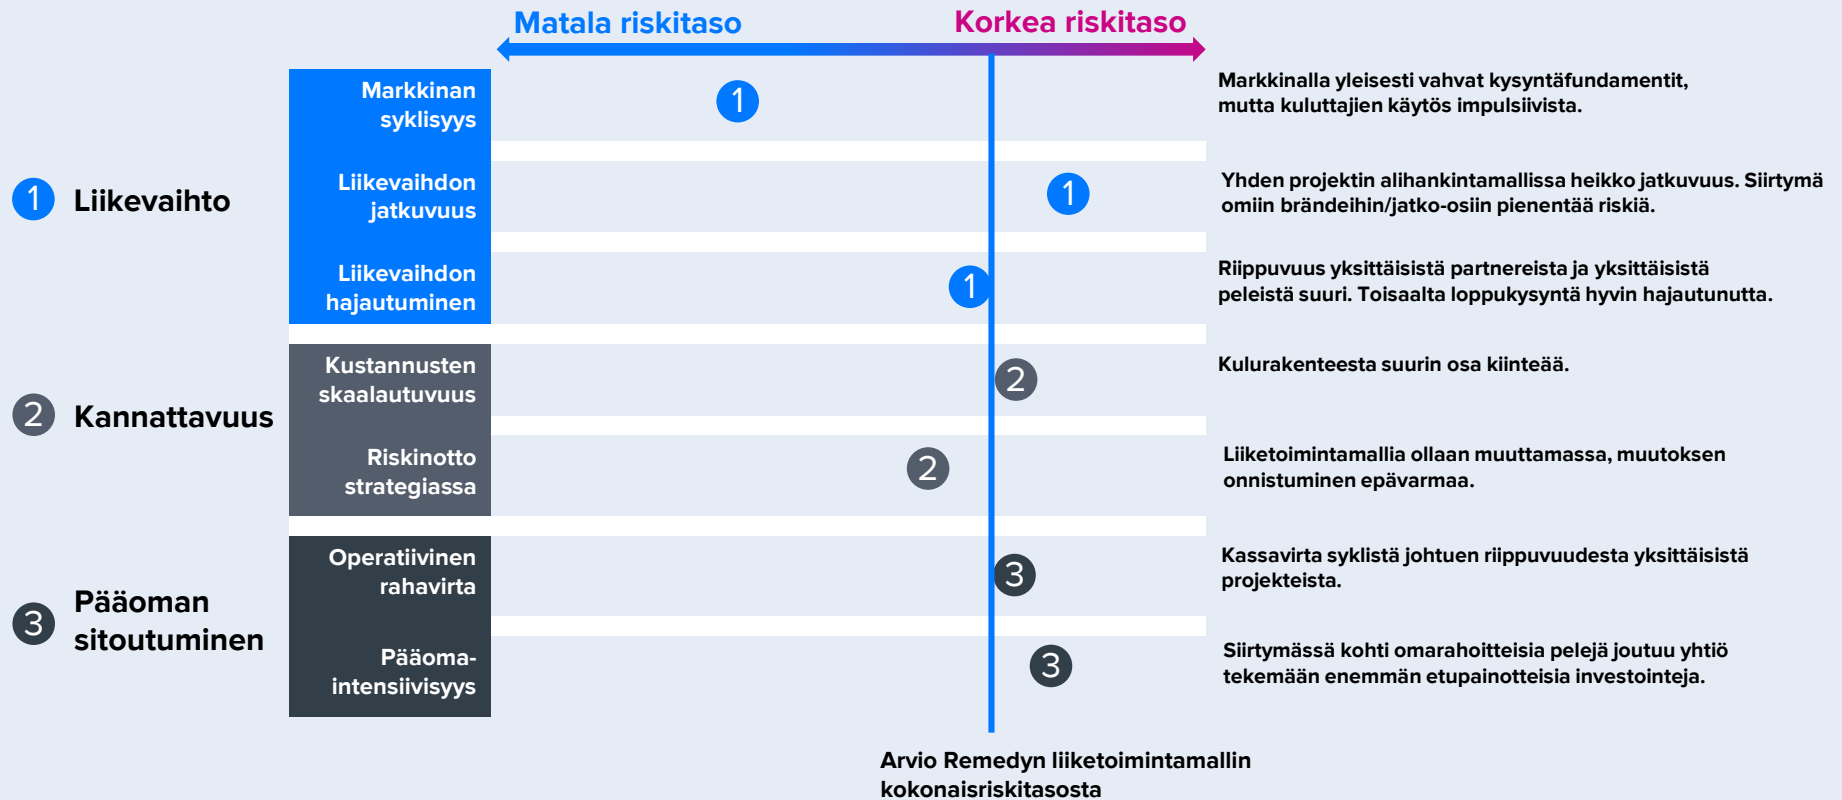 Matala riskitaso
Korkea riskitaso
1 Liikevaihto
Markkinan
syklisyys
1
Markkinalla yleisesti vahvat kysyntäfundamentit,
mutta kuluttajien käytös impulsiivista.
Liikevaihdon
jatkuvuus
1
Yhden projektin alihankintamallissa heikko jatkuvuus. Siirtymä
omiin brändeihin/jatko-osiin pienentää riskiä.
Liikevaihdon
hajautuminen
1
Riippuvuus yksittäisistä partnereista ja yksittäisistä
peleistä suuri. Toisaalta loppukysyntä hyvin hajautunutta.
2 Kannattavuus
Kustannusten
skaalautuvuus
2
Kulurakenteesta suurin osa kiinteää.
Riskinotto
strategiassa
2
Liiketoimintamallia ollaan muuttamassa, muutoksen
onnistuminen epävarmaa.
3 Pääoman
sitoutuminen
Operatiivinen
rahavirta
3
Kassavirta syklistä johtuen riippuvuudesta yksittäisistä
projekteista.
Pääoma-
intensiivisyys
3
Siirtymässä kohti omarahoitteisia pelejä joutuu yhtiö
tekemään enemmän etupainotteisia investointeja.
Arvio Remedyn liiketoimintamallin
kokonaisriskitasosta